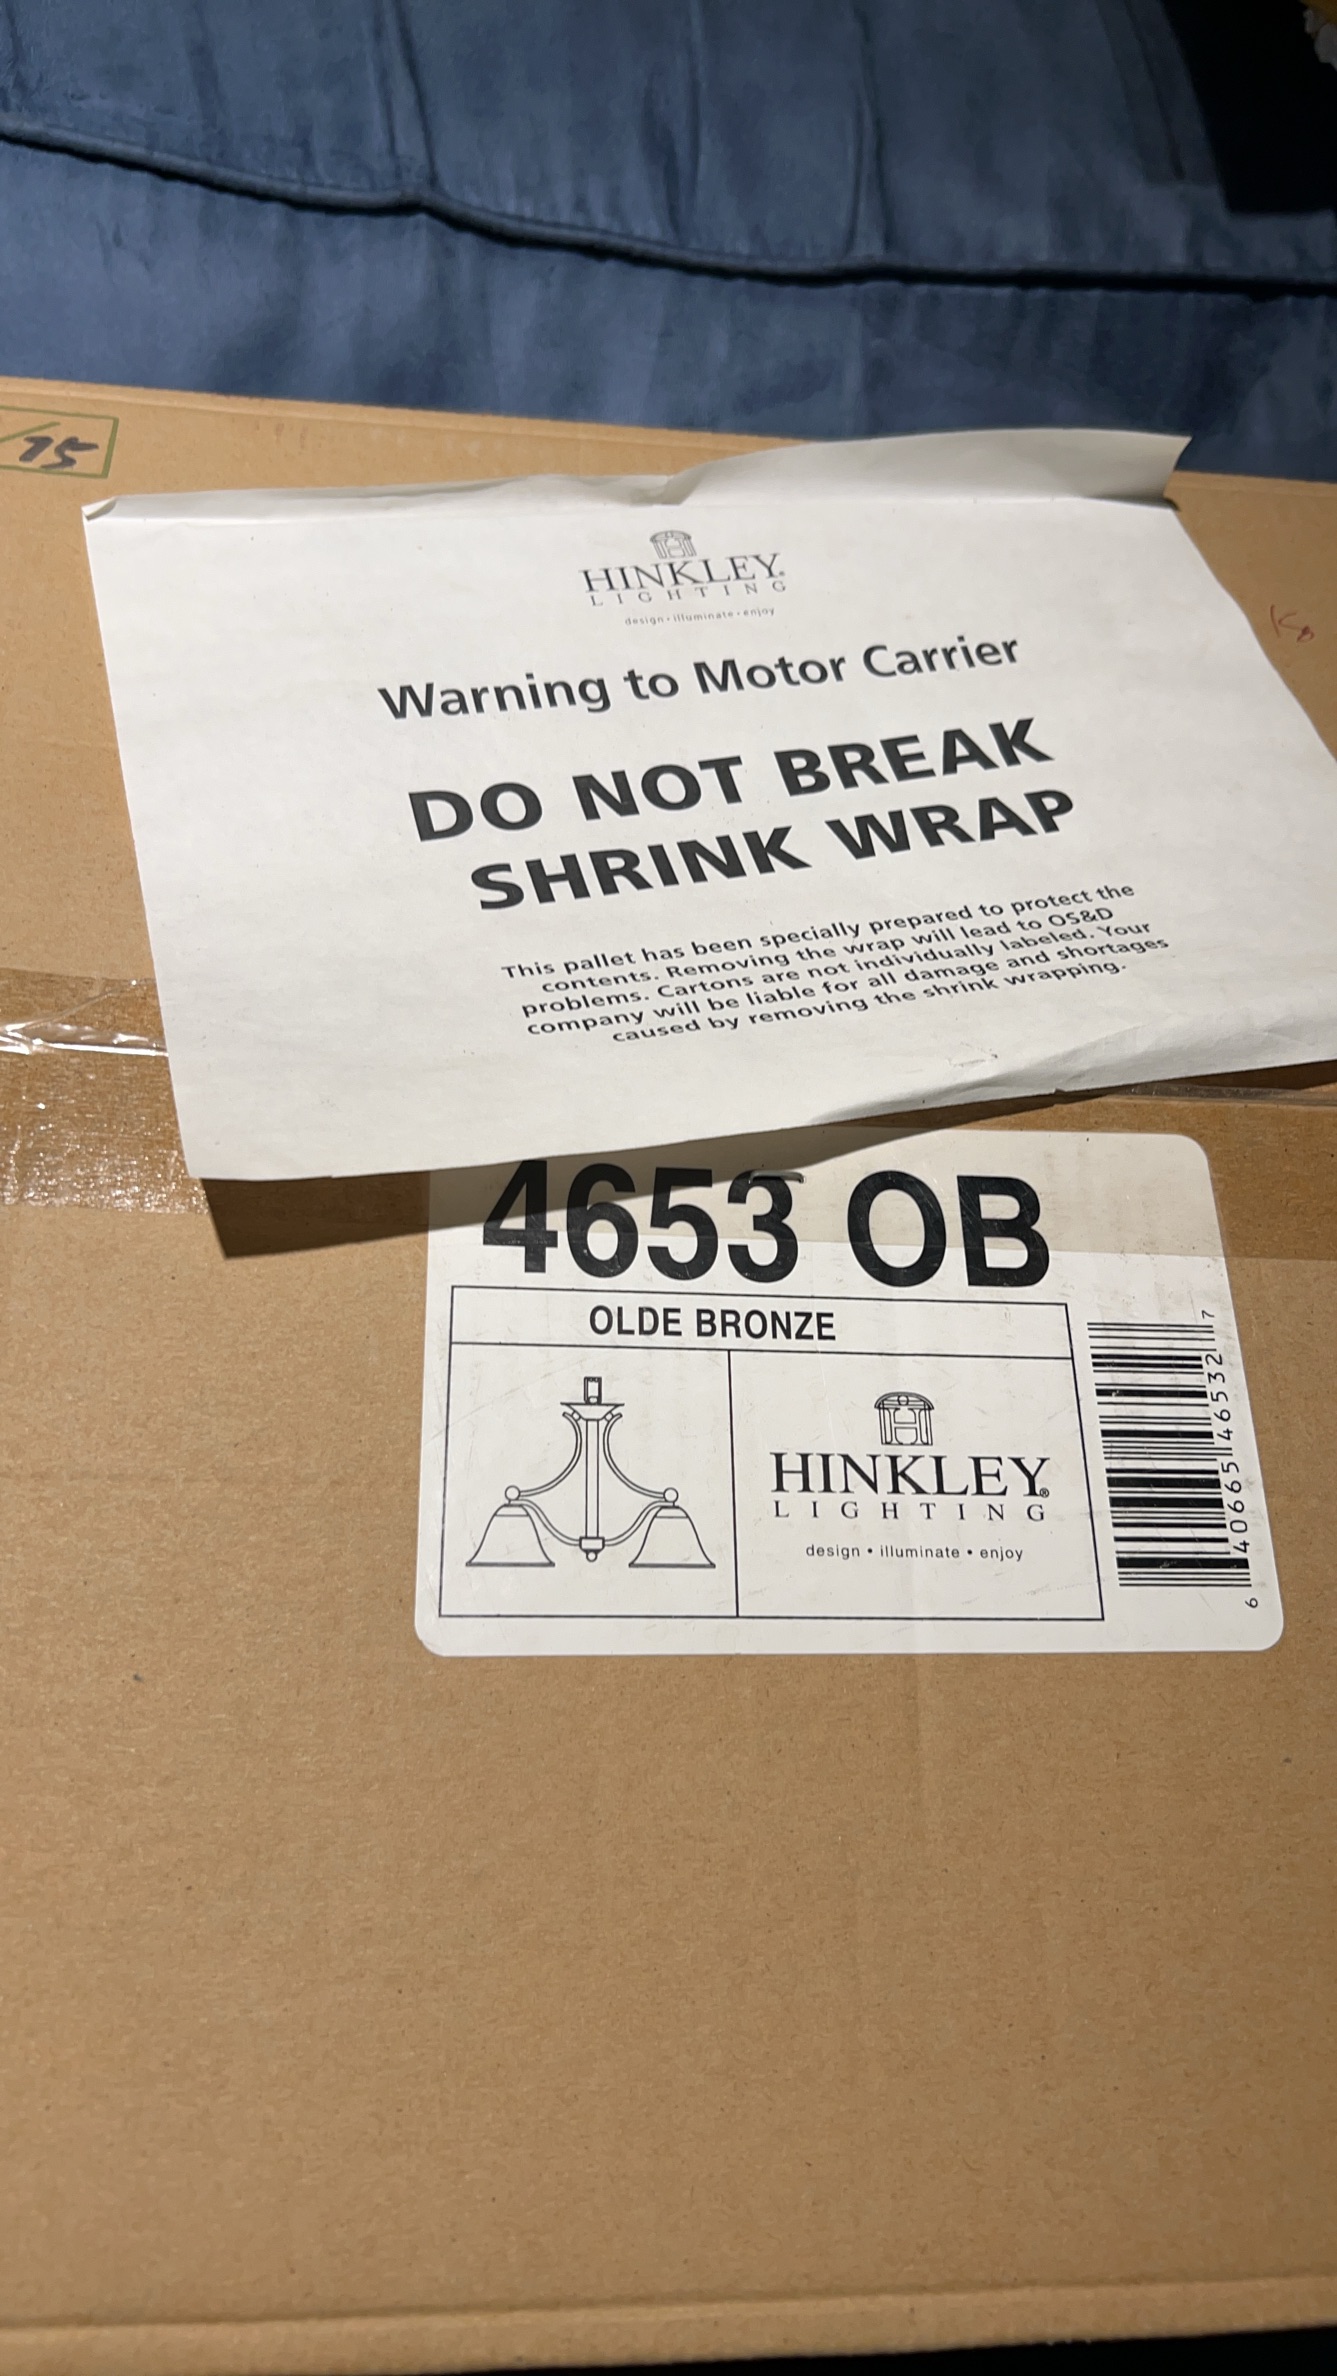 /75
HINKLEY®
LIGHTING
design • illuminate • enjoy
Warning to Motor Carrier
DO NOT BREAK
SHRINK WRAP
This pallet has been specially prepared to protect the
contents. Removing the wrap will lead to OS&D
problems. Cartons are not individually labeled. Your
company will be liable for all damage and shortages
caused by removing the shrink wrapping.
4653 OB
OLDE BRONZE
HINKLEY®
LIGHTING
design • illuminate • enjoy
6 40665 46532 7